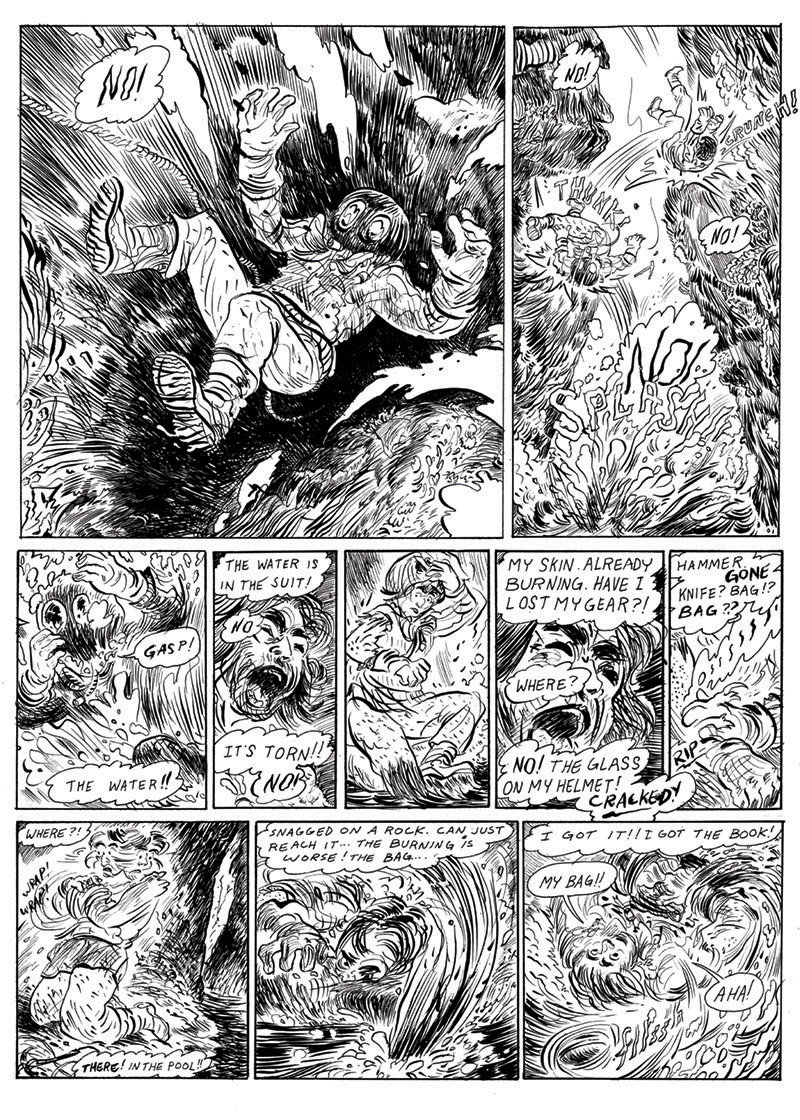 NO!
NO!
CRUNCH!
THUNK
NO!
NO!
SPLASH
GASP!
THE WATER!!
THE WATER IS
IN THE SUIT!
NO
IT'S TORN!!
NO!
MY SKIN. ALREADY
BURNING. HAVE I
LOST MY GEAR?!
WHERE?
NO! THE GLASS
ON MY HELMET!
CRACKED!
HAMMER
GONE
KNIFE? BAG!?
BAG??
RIP
WHERE?!
WRAP!
WRAP!
THERE! IN THE POOL!!
SNAGGED ON A ROCK. CAN JUST
REACH IT... THE BURNING IS
WORSE! THE BAG...
I GOT IT! I GOT THE BOOK!
MY BAG!!
AHA!